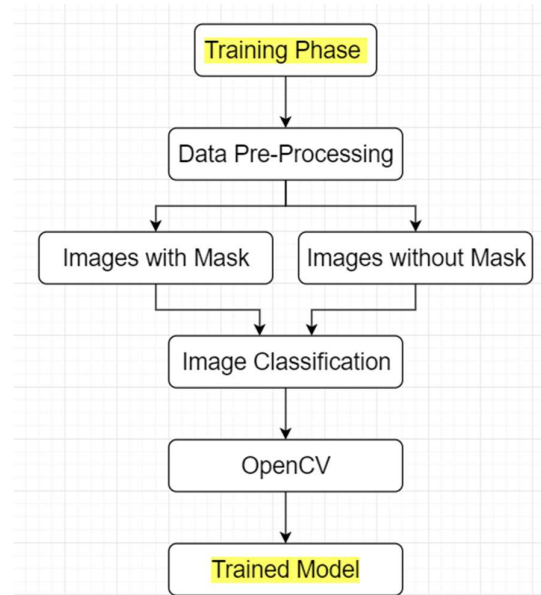 Training Phase
Data Pre-Processing
Images with Mask
Images without Mask
Image Classification
OpenCV
Trained Model